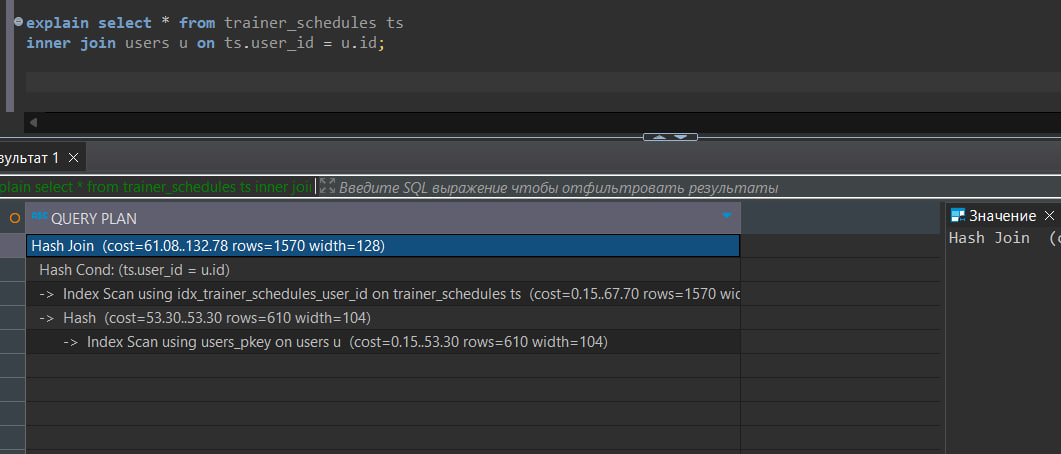 explain select * from trainer_schedules ts
inner join users u on ts.user_id = u.id;
зультат 1
plain select * from trainer_schedules ts inner joi
Введите SQL выражение чтобы отфильтровать результаты
QUERY PLAN
Значение
Hash Join (cost=61.08..132.78 rows=1570 width=128)
Hash Join (c
Hash Cond: (ts.user_id = u.id)
-> Index Scan using idx_trainer_schedules_user_id on trainer_schedules ts (cost=0.15..67.70 rows=1570 wic
-> Hash (cost=53.30..53.30 rows=610 width=104)
-> Index Scan using users_pkey on users u (cost=0.15..53.30 rows=610 width=104)